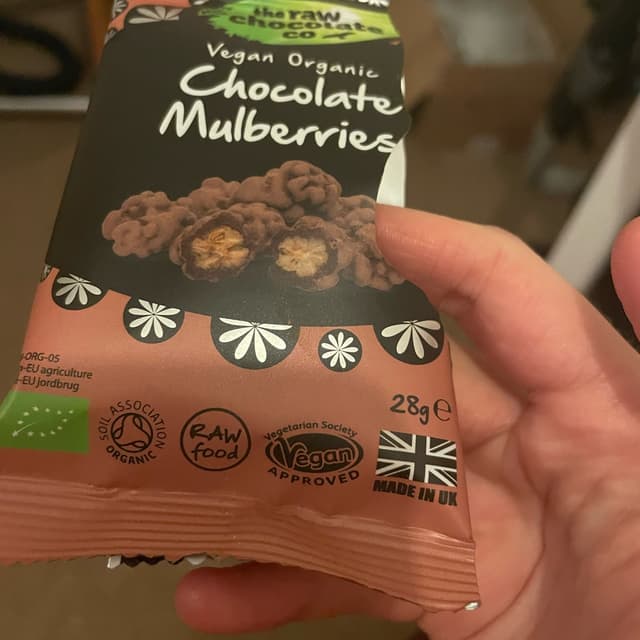 the raw
chocolate
co
Vegan Organic
Chocolate
Mulberries
-ORG-05
-EU agriculture
-EU jordbrug
SOIL ASSOCIATION
ORGANIC
RAW
food
Vegetarian Society
Vegan
APPROVED
28g e
MADE IN UK